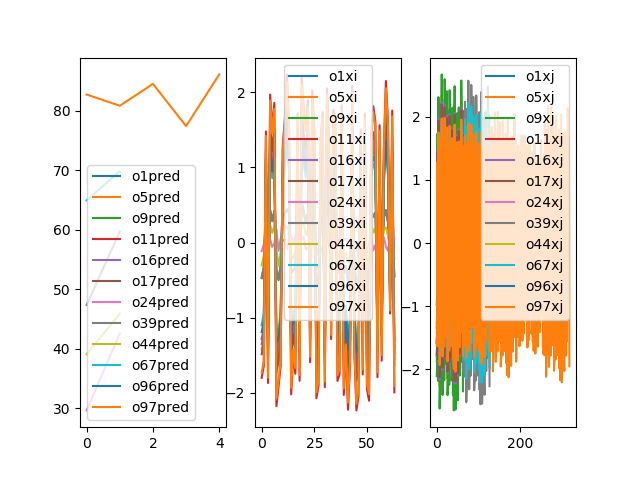 80
70
60
50
40
30
0
2
4
o1pred
o5pred
o9pred
o11pred
o16pred
o17pred
o24pred
o39pred
o44pred
o67pred
o96pred
o97pred
2
1
0
−1
−2
0
25
50
o1xi
o5xi
o9xi
o11xi
o16xi
o17xi
o24xi
o39xi
o44xi
o67xi
o96xi
o97xi
2
1
0
−1
−2
0
200
o1xj
o5xj
o9xj
o11xj
o16xj
o17xj
o24xj
o39xj
o44xj
o67xj
o96xj
o97xj